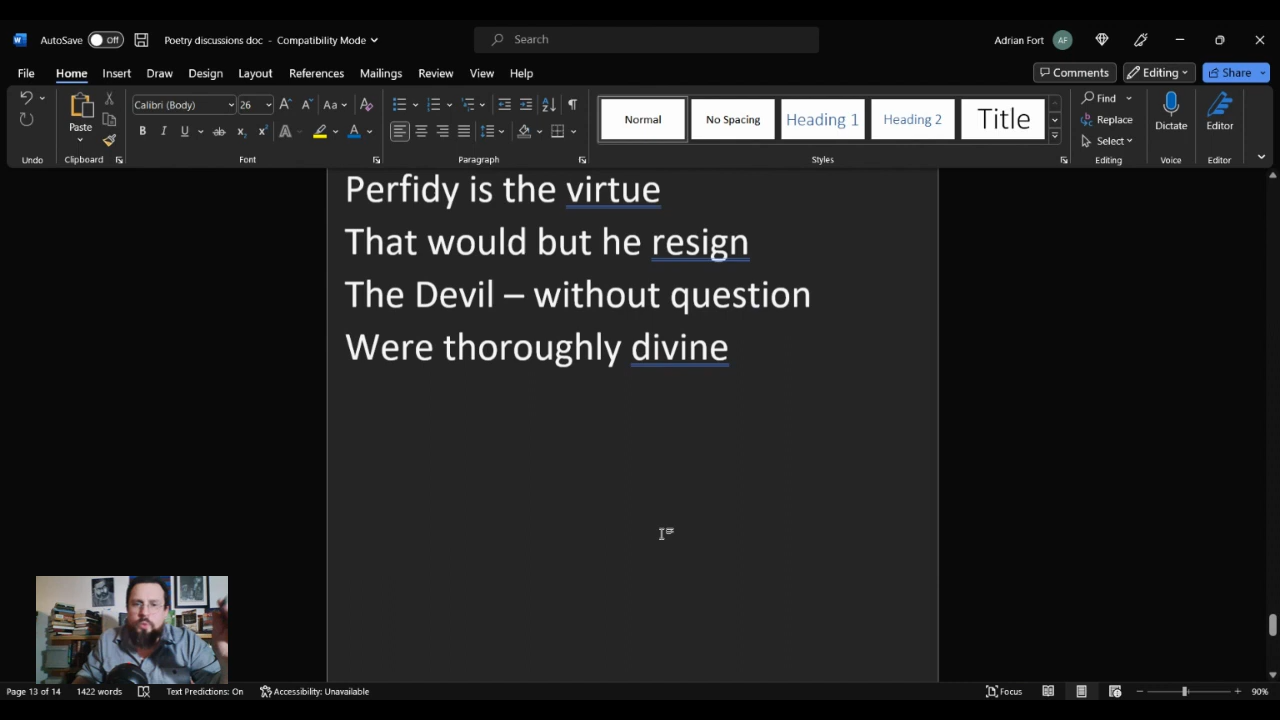 AutoSave Off Poetry discussions doc - Compatibility Mode Search Adrian Fort AF
File Home Insert Draw Design Layout References Mailings Review View Help Comments Editing Share
Paste Calibri (Body) 26 A A Aa A Normal No Spacing Heading 1 Heading 2 Title Find Replace Select Dictate Editor
B I U ab x₂ x² A A
Undo Clipboard Font Paragraph Styles Editing Voice Editor
Perfidy is the virtue
That would but he resign
The Devil – without question
Were thoroughly divine
Page 13 of 14 1422 words Text Predictions: On Accessibility: Unavailable Focus 90%